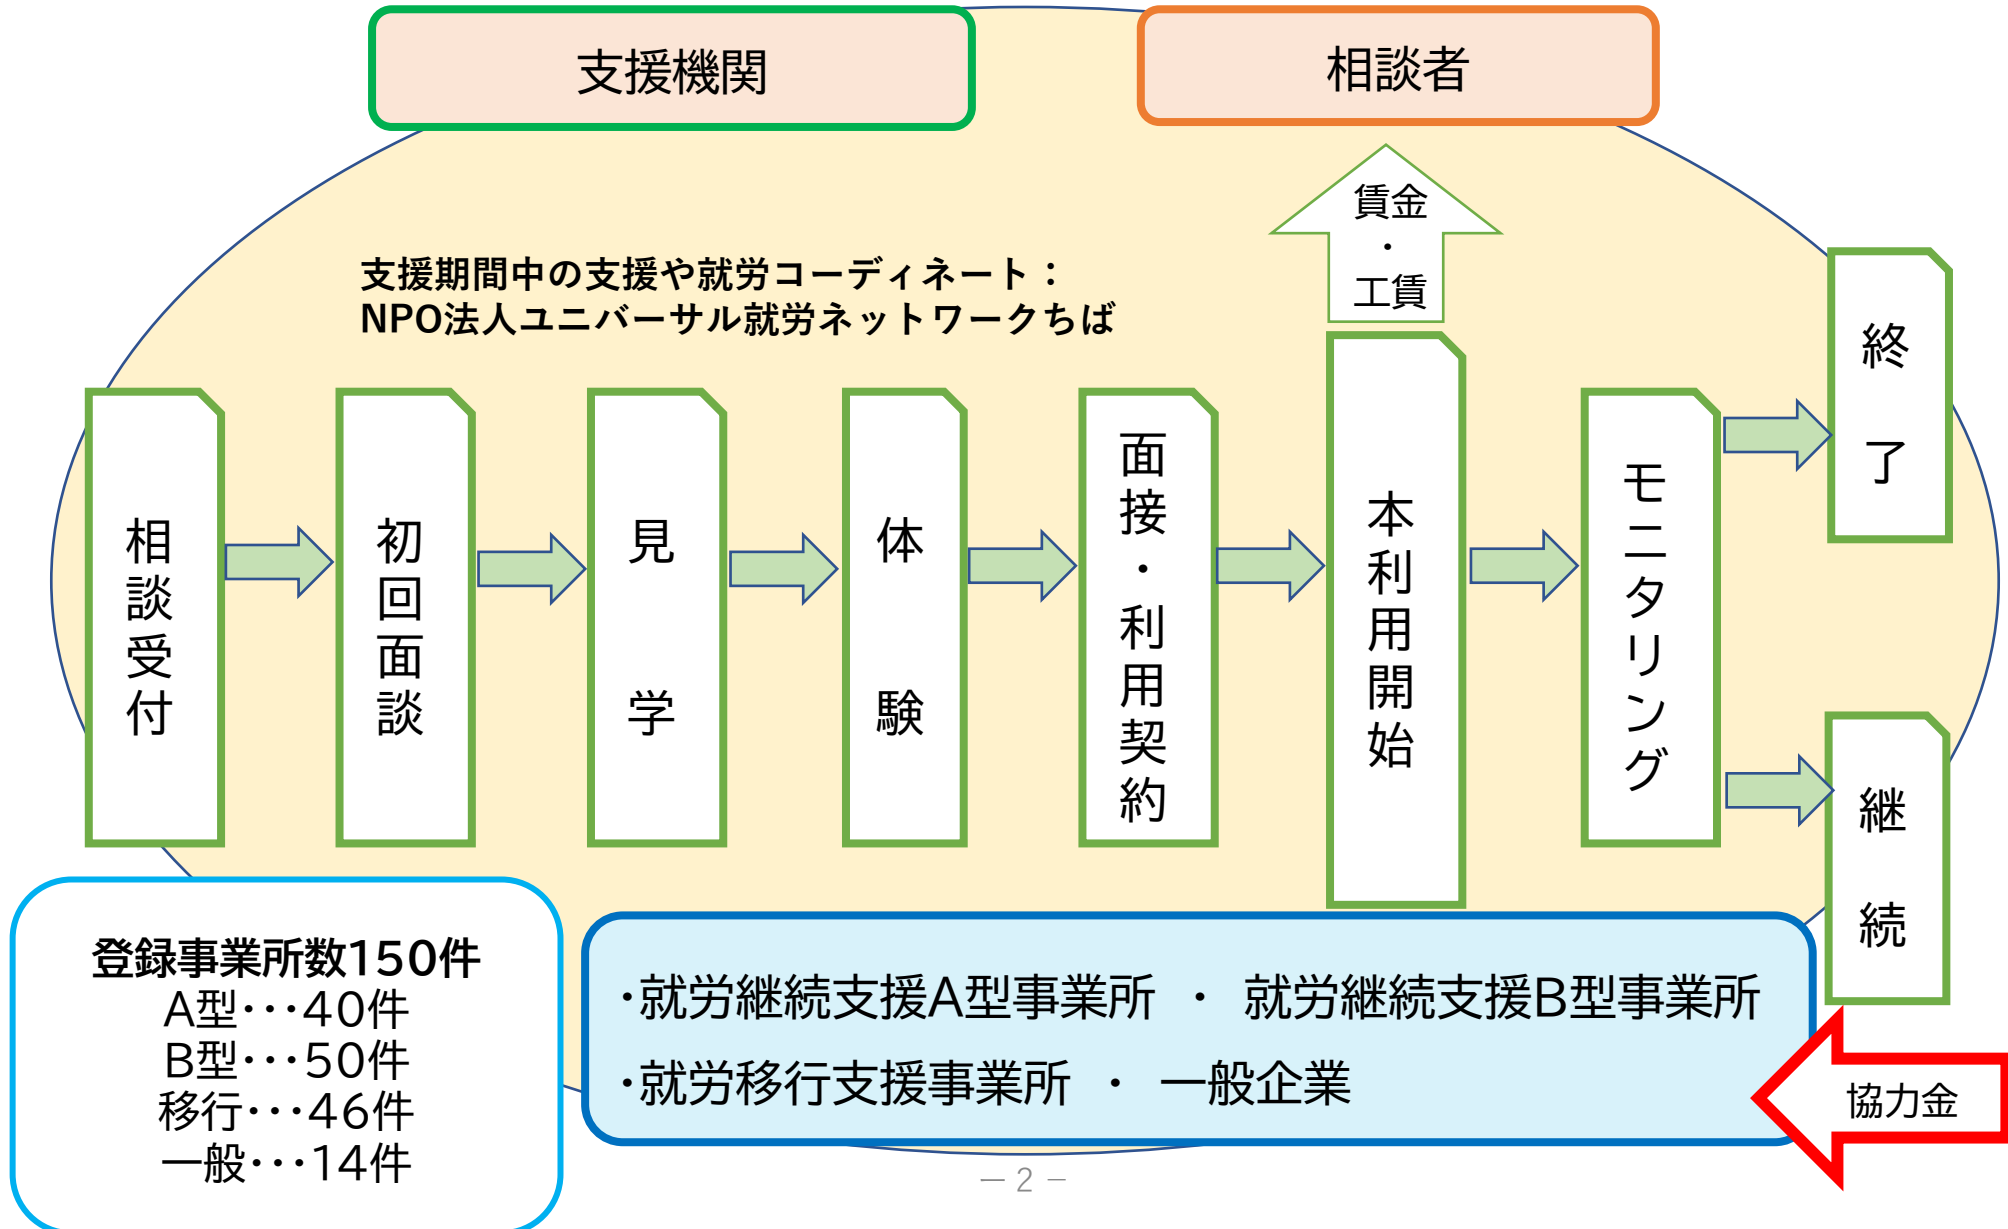 支援機関
相談者
賃金
・
工賃
支援期間中の支援や就労コーディネート：
NPO法人ユニバーサル就労ネットワークちば
相談受付
初回面談
見学
体験
面接・利用契約
本利用開始
モニタリング
終了
継続
登録事業所数150件
A型･･･40件
B型･･･50件
移行･･･46件
一般･･･14件
･就労継続支援A型事業所　・　就労継続支援B型事業所
･就労移行支援事業所　・　一般企業
協力金
－ 2 －